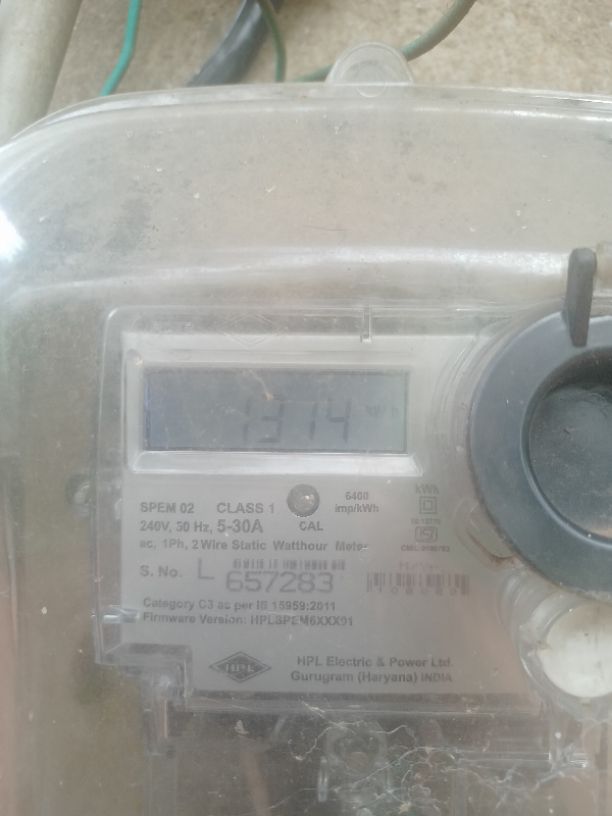 1314
SPEM 02 CLASS 1
6400 imp/kWh
kWh
240V, 50 Hz, 5-30A CAL
ac, 1Ph, 2 Wire Static Watthour Meter
S. No. L 657283
Category C3 as per IS 15959:2011
Firmware Version: HPLSPEM6XXX01
HPL
HPL Electric & Power Ltd.
Gurugram (Haryana) INDIA